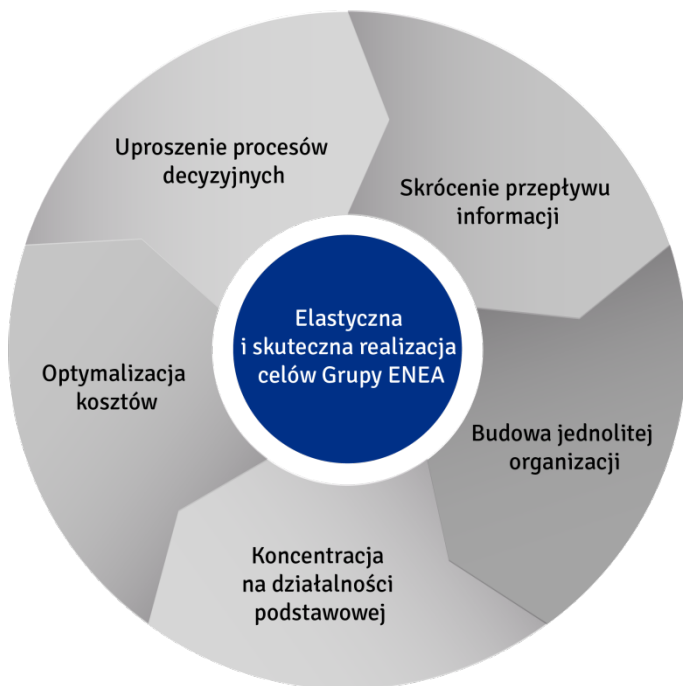 Uproszenie procesów
decyzyjnych
Skrócenie przepływu
informacji
Elastyczna
i skuteczna realizacja
celów Grupy ENEA
Optymalizacja
kosztów
Budowa jednolitej
organizacji
Koncentracja
na działalności
podstawowej